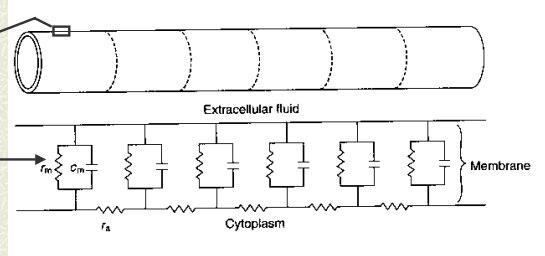 Extracellular fluid
rm cm
Membrane
ra
Cytoplasm